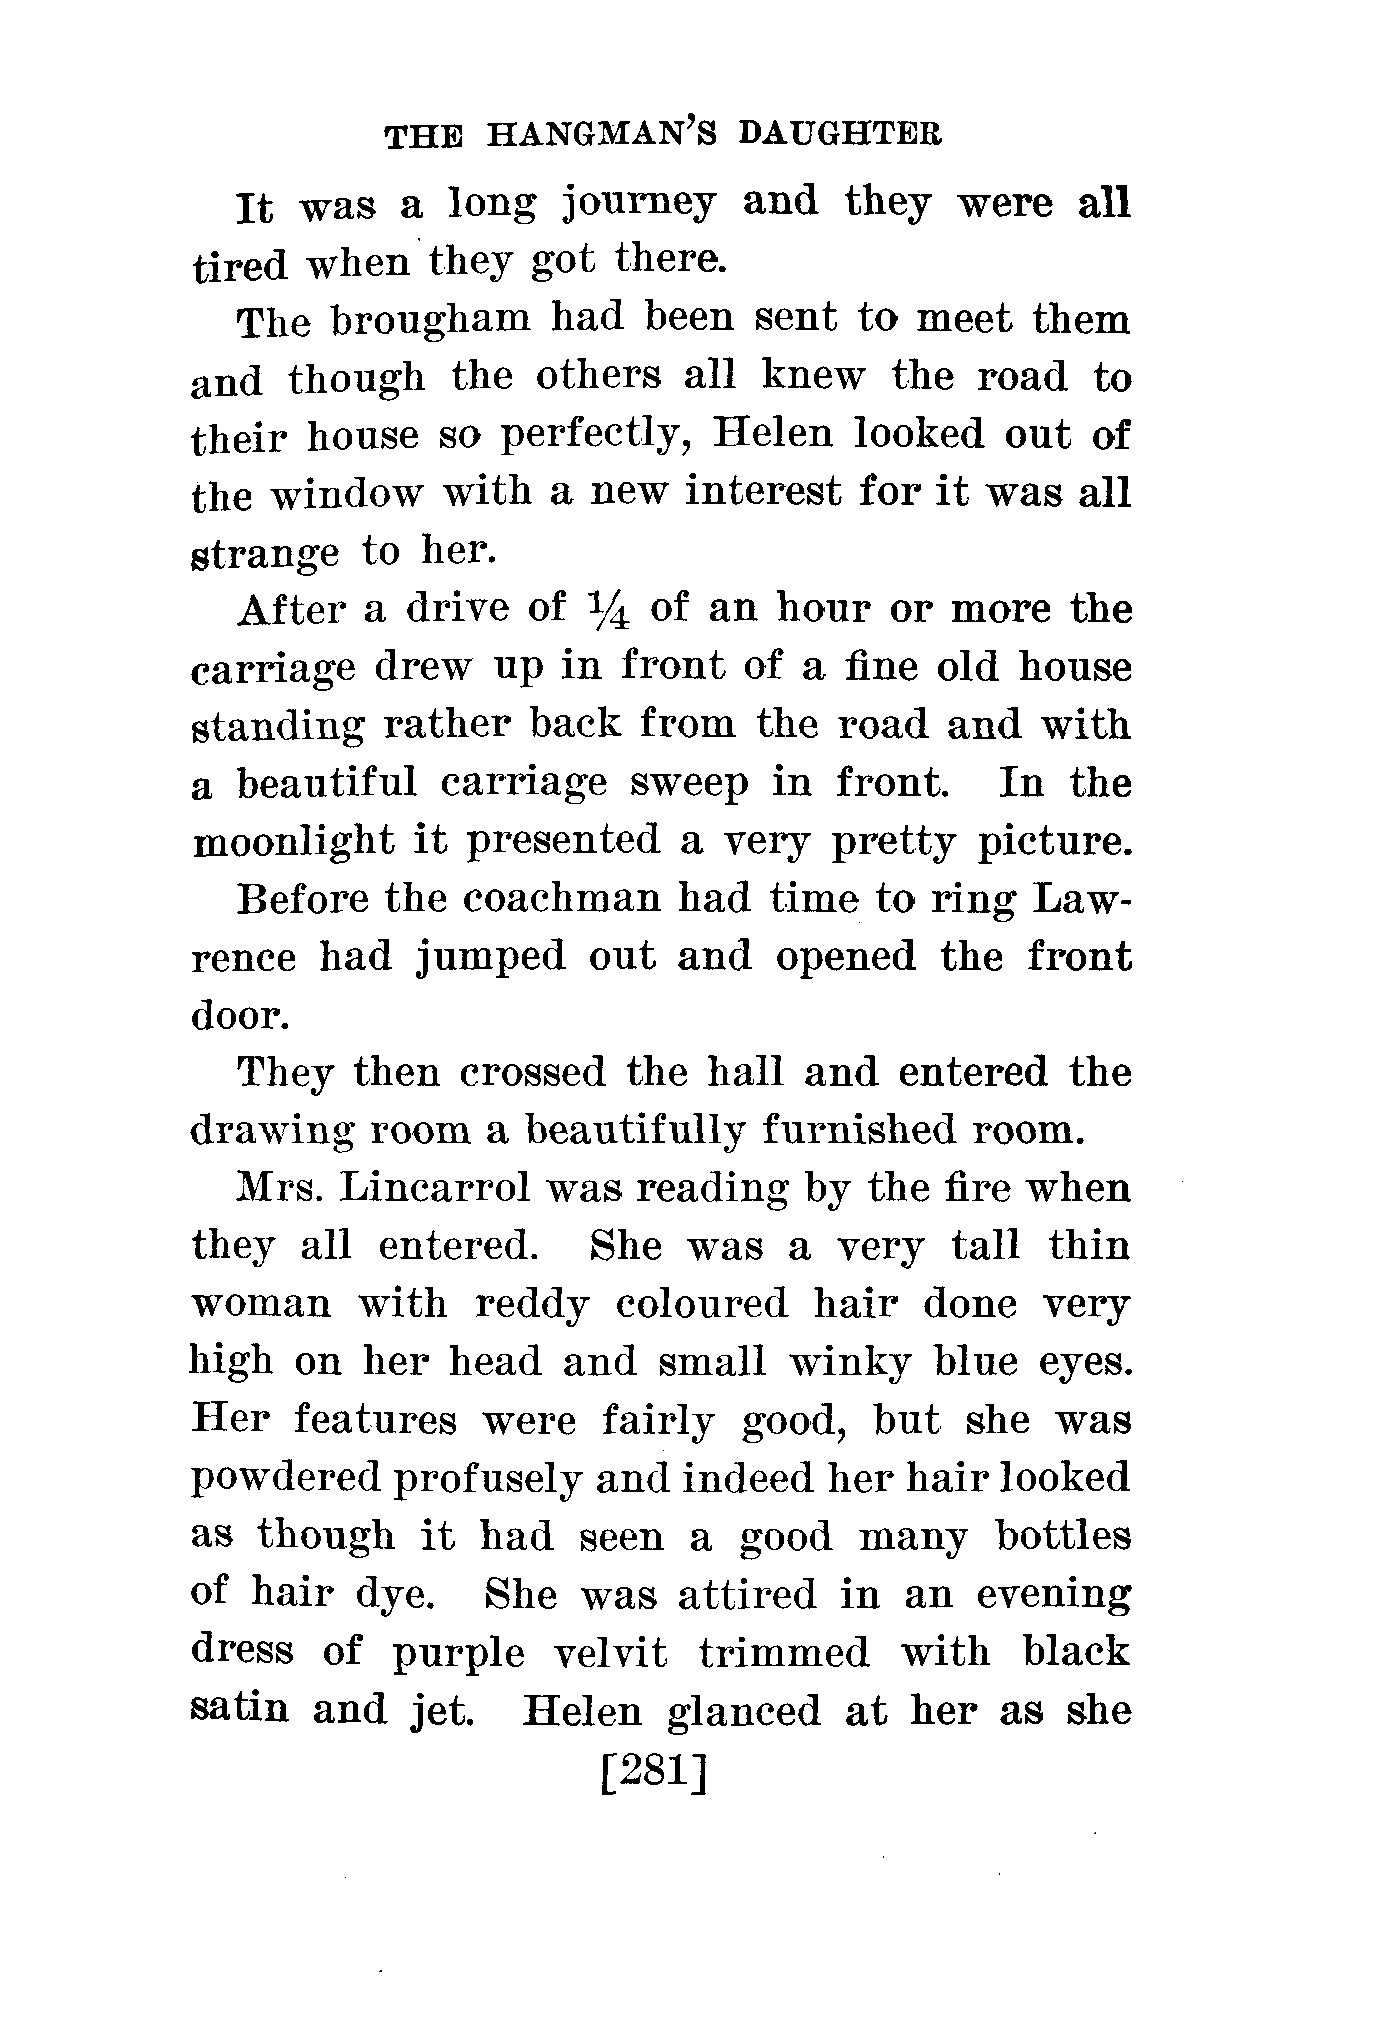 THE HANGMAN'S DAUGHTER
It was a long journey and they were all
tired when they got there.
The brougham had been sent to meet them
and though the others all knew the road to
their house so perfectly, Helen looked out of
the window with a new interest for it was all
strange to her.
After a drive of ¼ of an hour or more the
carriage drew up in front of a fine old house
standing rather back from the road and with
a beautiful carriage sweep in front. In the
moonlight it presented a very pretty picture.
Before the coachman had time to ring Law-
rence had jumped out and opened the front
door.
They then crossed the hall and entered the
drawing room a beautifully furnished room.
Mrs. Lincarrol was reading by the fire when
they all entered. She was a very tall thin
woman with reddy coloured hair done very
high on her head and small winky blue eyes.
Her features were fairly good, but she was
powdered profusely and indeed her hair looked
as though it had seen a good many bottles
of hair dye. She was attired in an evening
dress of purple velvit trimmed with black
satin and jet. Helen glanced at her as she
[281]